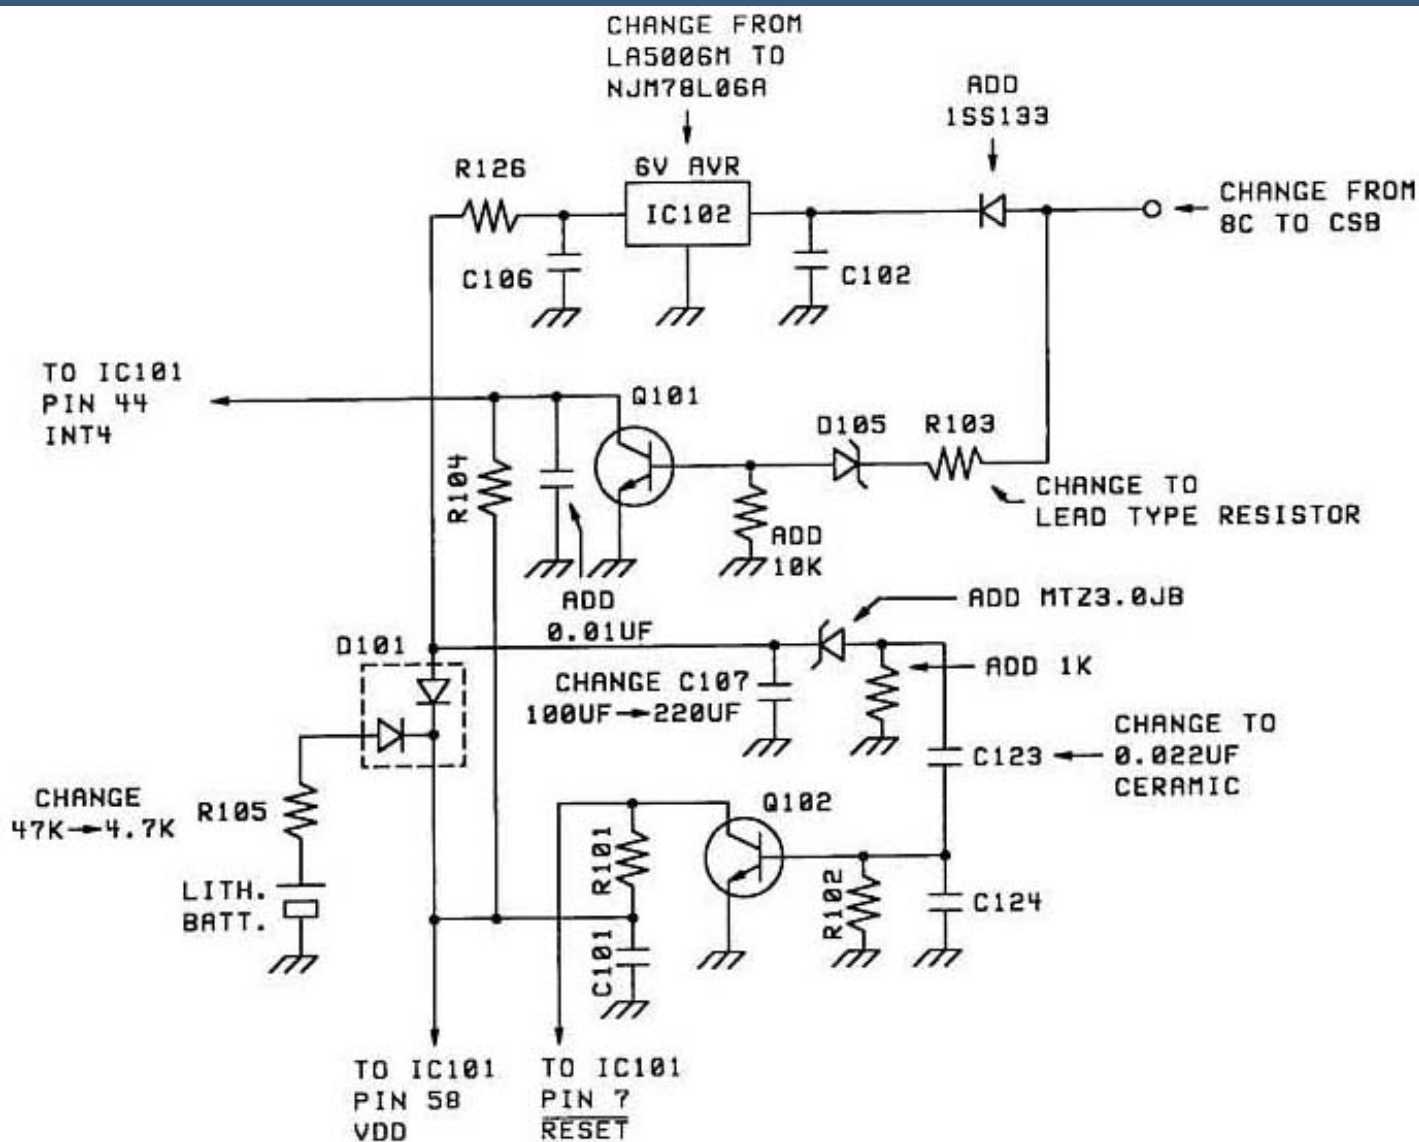 CHANGE FROM
LA5006M TO
NJM78L06A
ADD
1SS133
R126
6V AVR
IC102
CHANGE FROM
8C TO CSB
C106
C102
TO IC101
PIN 44
INT4
Q101
D105
R103
R104
CHANGE TO
LEAD TYPE RESISTOR
ADD
10K
ADD
0.01UF
ADD MTZ3.0JB
D101
ADD 1K
CHANGE C107
100UF→220UF
C123
CHANGE TO
0.022UF
CERAMIC
CHANGE
47K→4.7K
R105
Q102
R101
R102
C124
LITH.
BATT.
C101
TO IC101
PIN 58
VDD
TO IC101
PIN 7
RESET